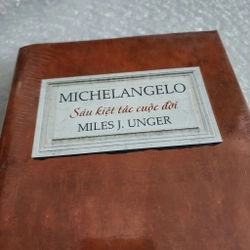 MICHELANGELO
Sáu kiệt tác cuộc đời
MILES J. UNGER